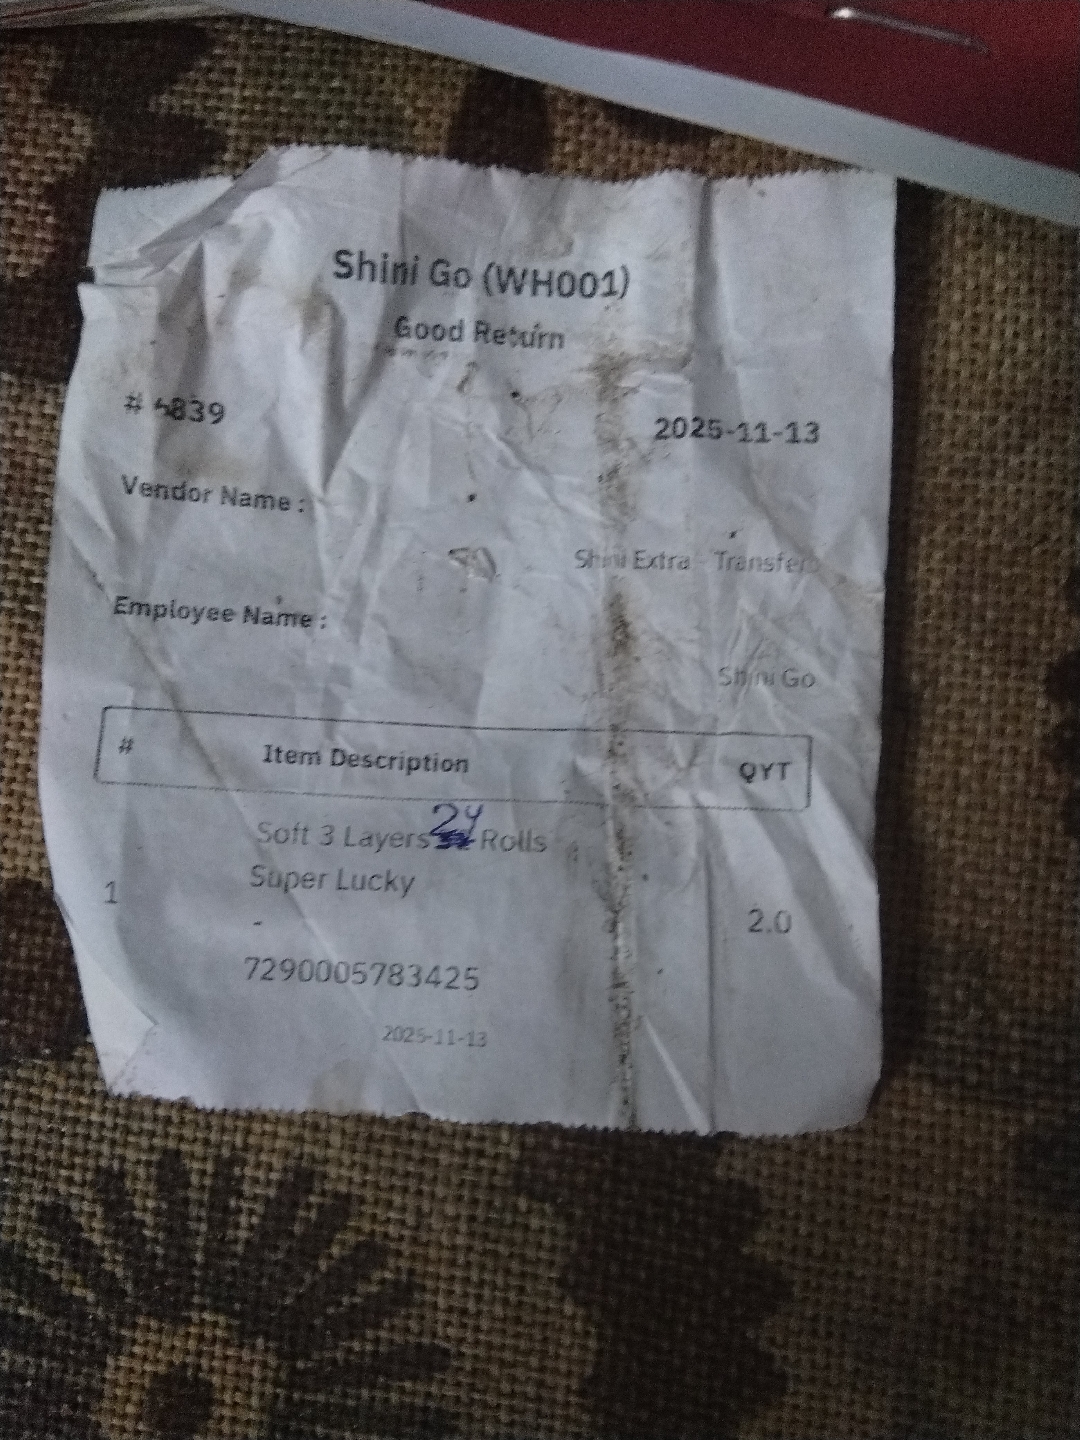 Shini Go (WH001)
Good Return
# 839 2025-11-13
Vendor Name :
Shini Extra - Transfer
Employee Name :
Shini Go
# Item Description QYT
24
Soft 3 Layers Rolls
Super Lucky
1 - 2.0
7290005783425
2025-11-13